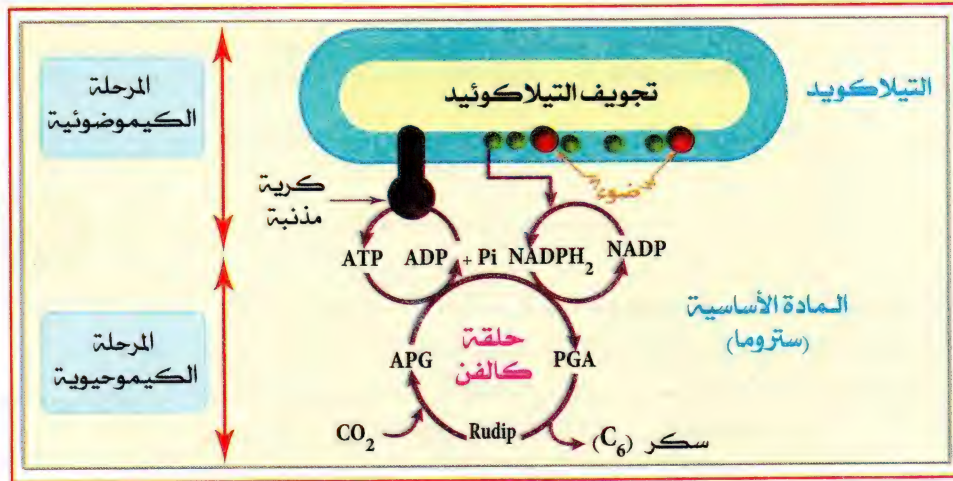 المرحلة
الكيموضوئية
تجويف التيلاكوئيد
التيلاكويد
ضوء
كرية
مذنبة
ATP ADP + Pi NADPH₂ NADP
المادة الأساسية
(ستروما)
المرحلة
الكيموحيوية
حلقة
كالفن
APG PGA
CO₂ Rudip سكر (C₆)